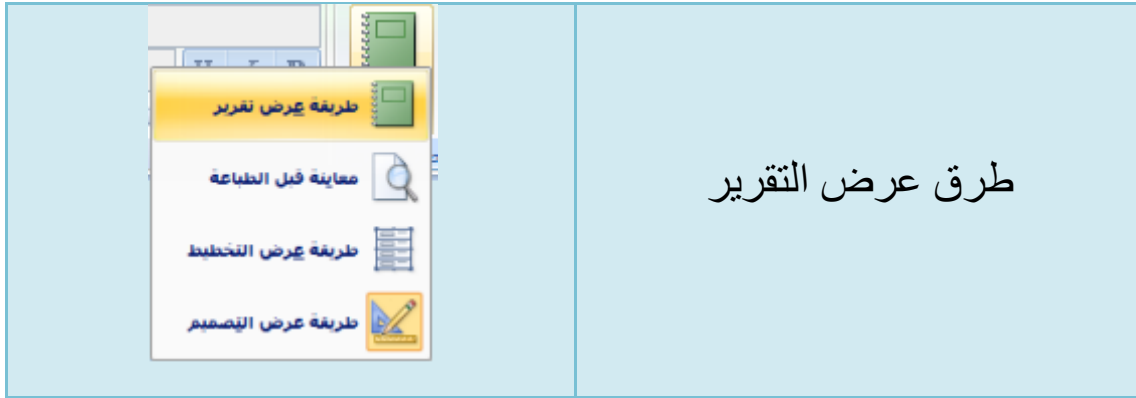 طرق عرض التقرير
طريقة عرض تقرير
معاينة قبل الطباعة
طريقة عرض التخطيط
طريقة عرض التصميم